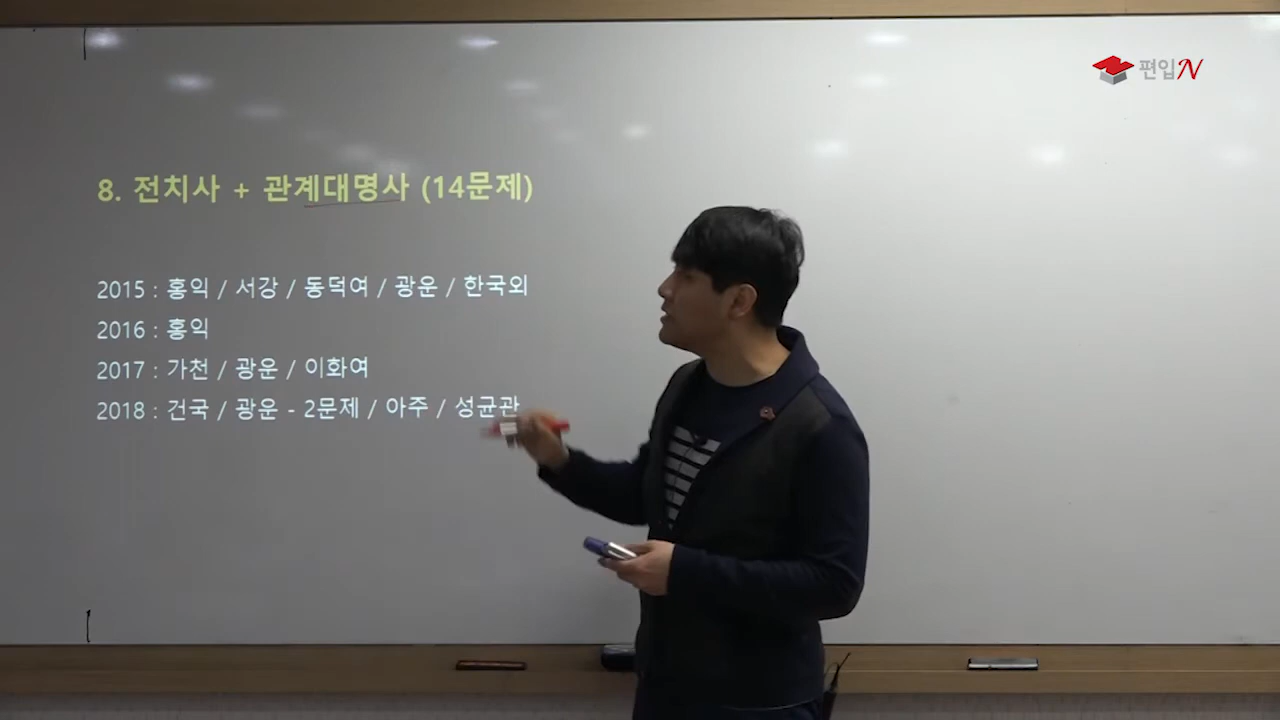 편입N
8. 전치사 + 관계대명사 (14문제)
2015 : 홍익 / 서강 / 동덕여 / 광운 / 한국외
2016 : 홍익
2017 : 가천 / 광운 / 이화여
2018 : 건국 / 광운 - 2문제 / 아주 / 성균관